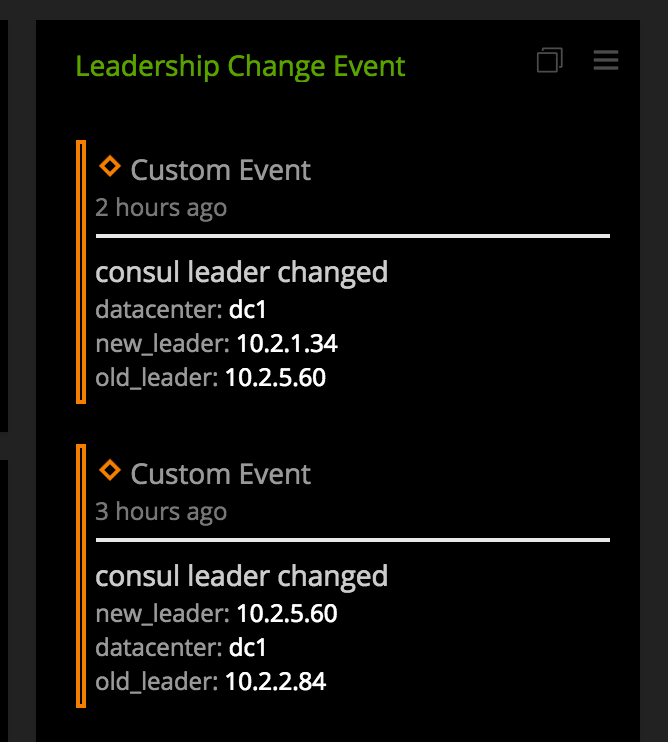 Leadership Change Event
Custom Event
2 hours ago
consul leader changed
datacenter: dc1
new_leader: 10.2.1.34
old_leader: 10.2.5.60
Custom Event
3 hours ago
consul leader changed
new_leader: 10.2.5.60
datacenter: dc1
old_leader: 10.2.2.84